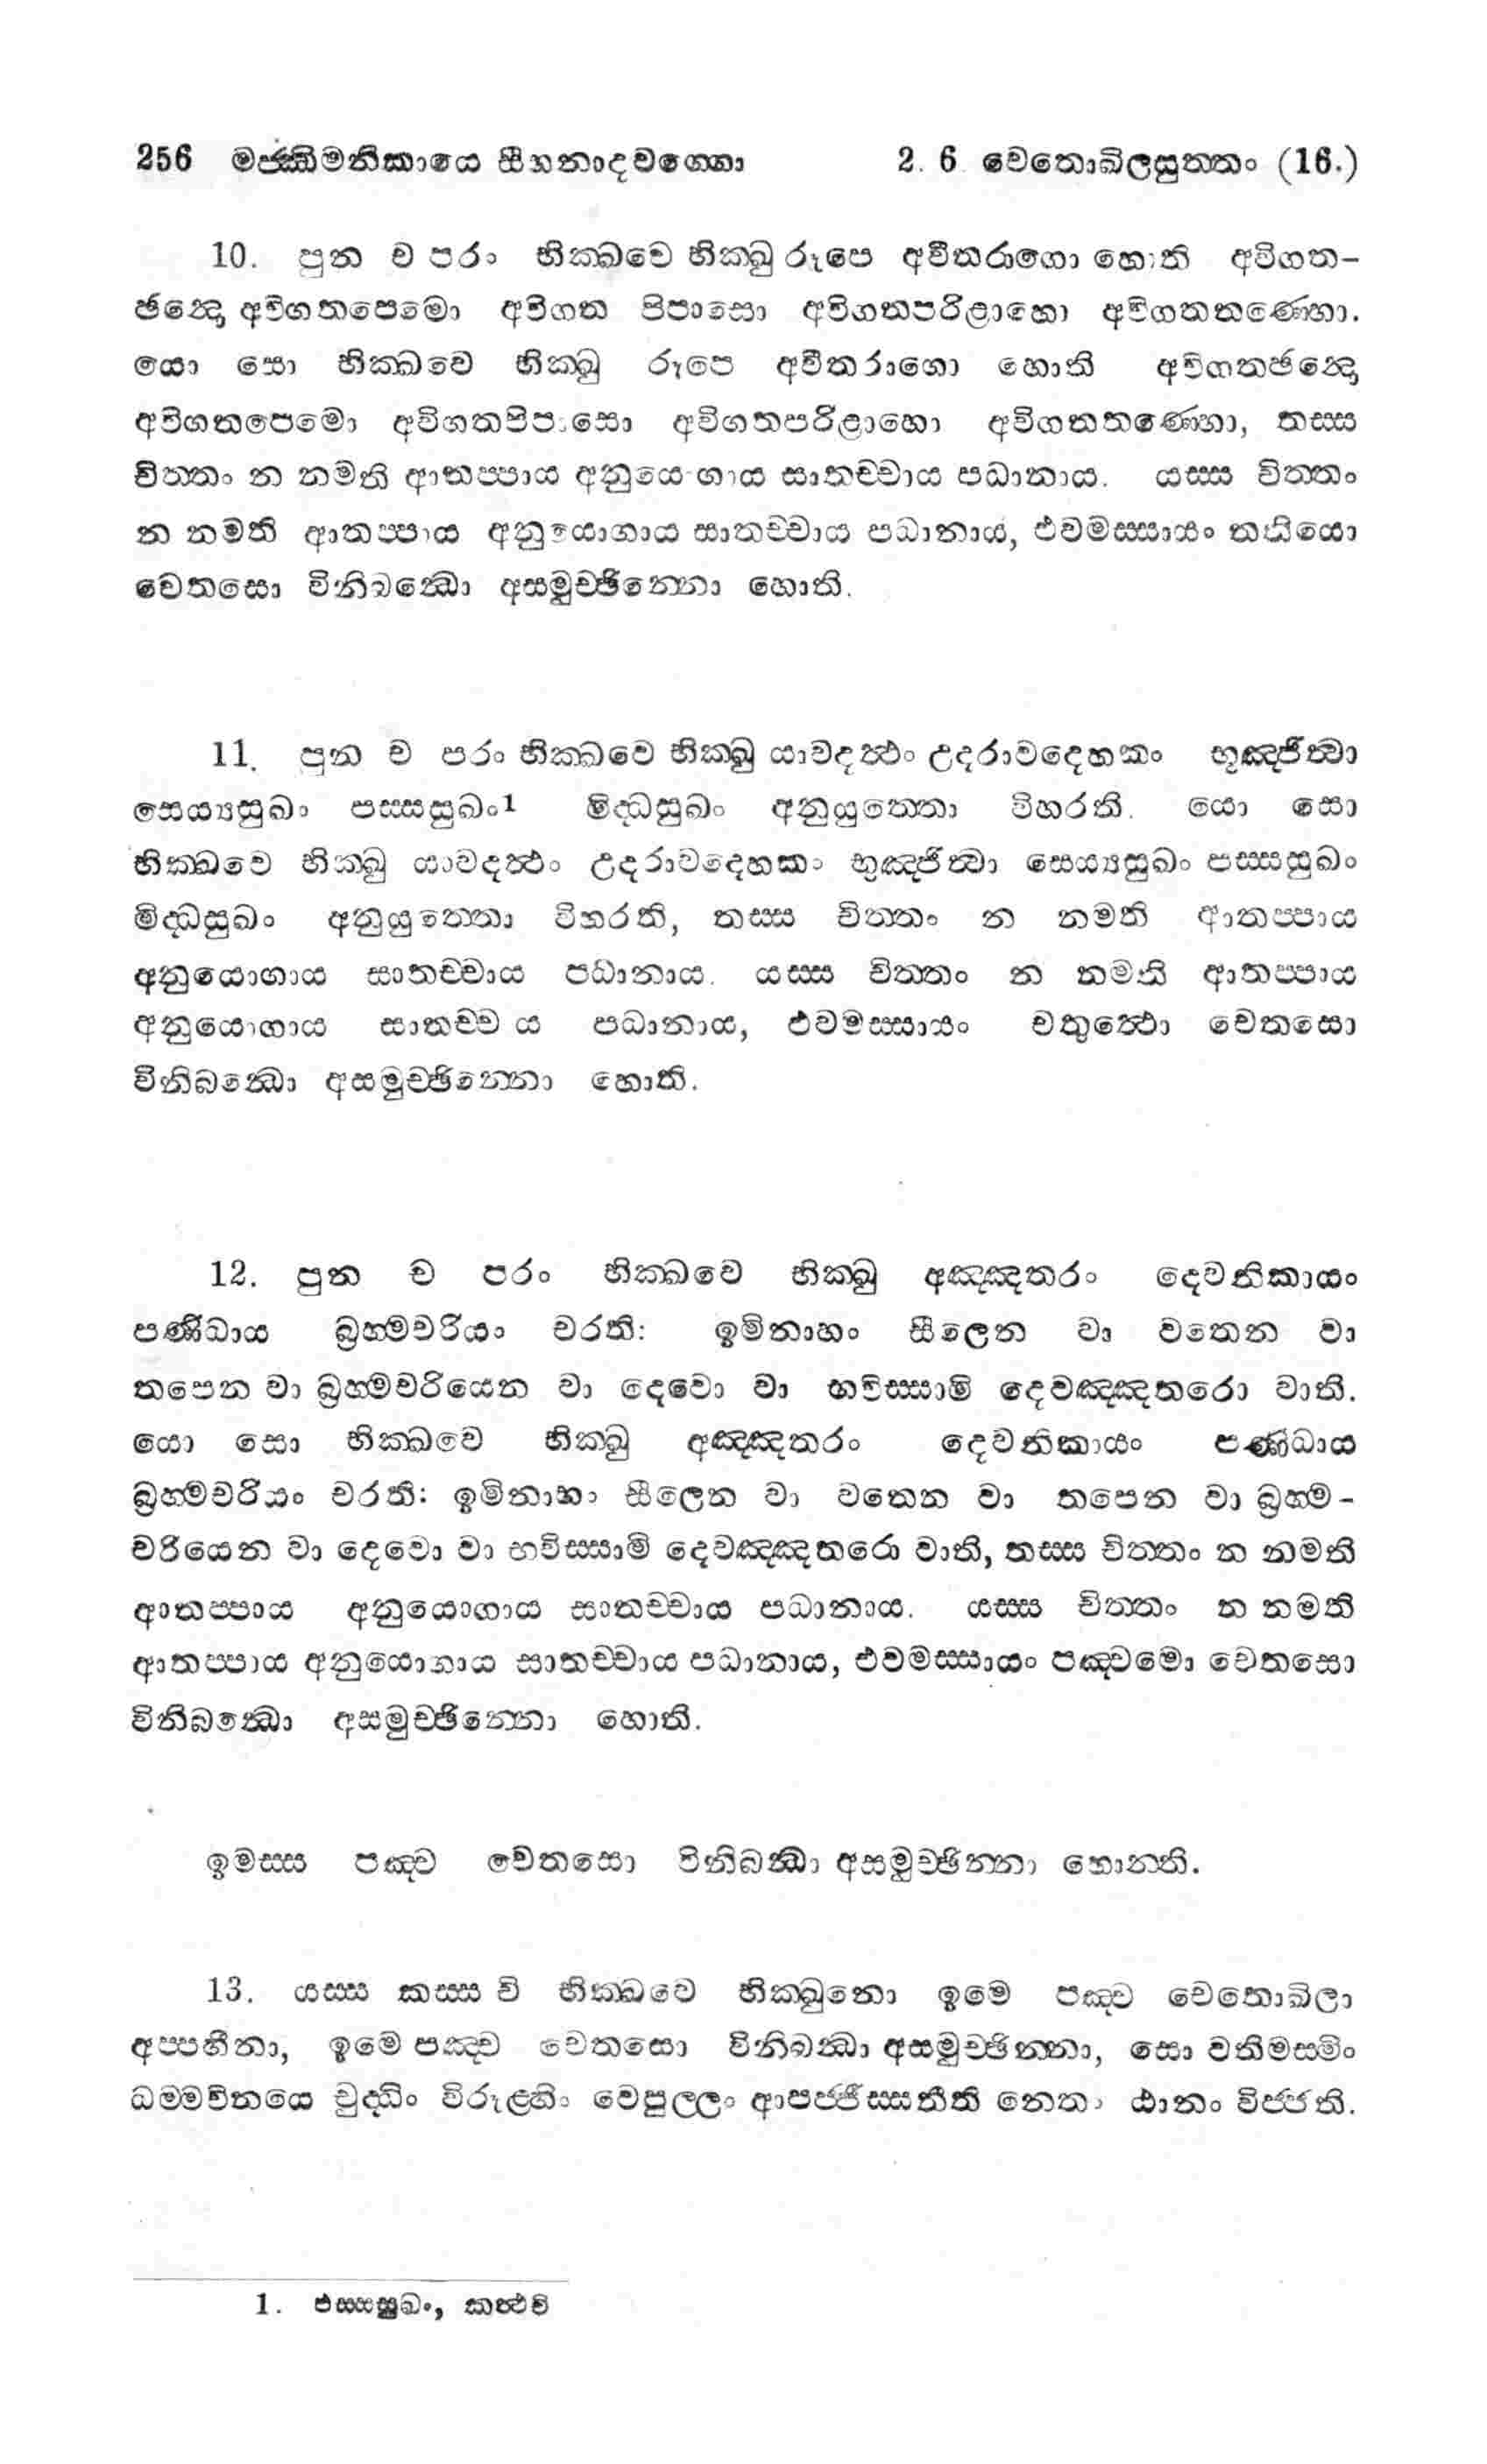 256 මජ්ඣිමනිකායෙ සීහනාදවග්ගො 2. 6. චෙතොඛිලසුත්තං (16.)
10. පුන ච පරං භික්ඛවෙ භික්ඛු රූපෙ අවීතරාගො හොති අවිගත-
ඡන්දො අවිගතපෙමො අවිගත පිපාසො අවිගතපරිළාහො අවිගතතණ්හො.
යො සො භික්ඛවෙ භික්ඛු රූපෙ අවීතරාගො හොති අවිගතඡන්දො
අවිගතපෙමො අවිගතපිපාසො අවිගතපරිළාහො අවිගතතණ්හො, තස්ස
චිත්තං න නමති ආතප්පාය අනුයොගාය සාතච්චාය පධානාය. යස්ස චිත්තං
න නමති ආතප්පාය අනුයොගාය සාතච්චාය පධානාය, එවමස්සායං තතියො
චෙතසො විනිබන්ධො අසමුච්ඡින්නො හොති.
11. පුන ච පරං භික්ඛවෙ භික්ඛු යාවදත්ථං උදරාවදෙහකං භුඤ්ජිත්වා
සෙය්‍යසුඛං පස්සසුඛං1 මිද්ධසුඛං අනුයුත්තො විහරති. යො සො
භික්ඛවෙ භික්ඛු යාවදත්ථං උදරාවදෙහකං භුඤ්ජිත්වා සෙය්‍යසුඛං පස්සසුඛං
මිද්ධසුඛං අනුයුත්තො විහරති, තස්ස චිත්තං න නමති ආතප්පාය
අනුයොගාය සාතච්චාය පධානාය. යස්ස චිත්තං න නමති ආතප්පාය
අනුයොගාය සාතච්චාය පධානාය, එවමස්සායං චතුත්ථො චෙතසො
විනිබන්ධො අසමුච්ඡින්නො හොති.
12. පුන ච පරං භික්ඛවෙ භික්ඛු අඤ්ඤතරං දෙවනිකායං
පණිධාය බ්‍රහ්මචරියං චරති: ඉමිනාහං සීලෙන වා වතෙන වා
තපෙන වා බ්‍රහ්මචරියෙන වා දෙවො වා භවිස්සාමි දෙවඤ්ඤතරො වාති.
යො සො භික්ඛවෙ භික්ඛු අඤ්ඤතරං දෙවනිකායං පණිධාය
බ්‍රහ්මචරියං චරති: ඉමිනාහං සීලෙන වා වතෙන වා තපෙන වා බ්‍රහ්ම-
චරියෙන වා දෙවො වා භවිස්සාමි දෙවඤ්ඤතරො වාති, තස්ස චිත්තං න නමති
ආතප්පාය අනුයොගාය සාතච්චාය පධානාය. යස්ස චිත්තං න නමති
ආතප්පාය අනුයොගාය සාතච්චාය පධානාය, එවමස්සායං පඤ්චමො චෙතසො
විනිබන්ධො අසමුච්ඡින්නො හොති.
ඉමස්ස පඤ්ච චෙතසො විනිබන්ධා අසමුච්ඡින්නා හොන්ති.
13. යස්ස කස්ස චි භික්ඛවෙ භික්ඛුනො ඉමෙ පඤ්ච චෙතොඛිලා
අප්පහීනා, ඉමෙ පඤ්ච චෙතසො විනිබන්ධා අසමුච්ඡින්නා, සො වතිමස්මිං
ධම්මවිනයෙ වුද්ධිං විරූළ්හිං වෙපුල්ලං ආපජ්ජිස්සතීති නෙතං ඨානං විජ්ජති.
1. ඵස්සසුඛං, කත්ථචි